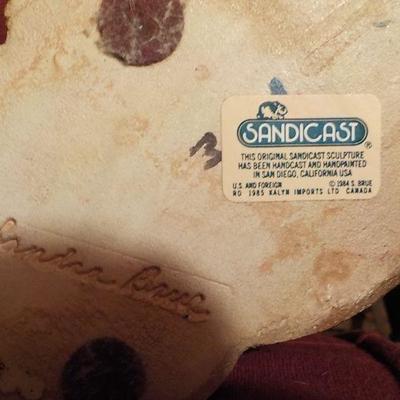 SANDICAST ®
THIS ORIGINAL SANDICAST SCULPTURE
HAS BEEN HANDCAST AND HANDPAINTED
IN SAN DIEGO, CALIFORNIA USA
U.S. AND FOREIGN © 1984 S. BRUE
RD 1985 KALYN IMPORTS LTD CANADA
Sandra Brue